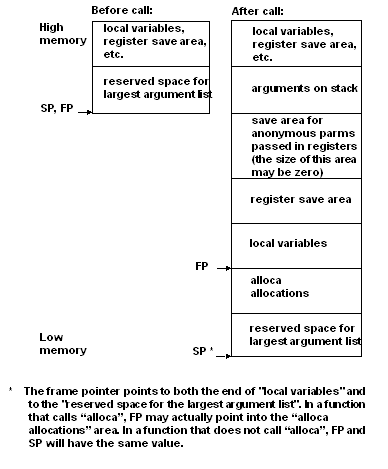 Before call:
After call:
High
memory
local variables,
register save area,
etc.
reserved space for
largest argument list
SP, FP
local variables,
register save area,
etc.
arguments on stack
save area for
anonymous parms
passed in registers
(the size of this area
may be zero)
register save area
local variables
FP
alloca
allocations
Low
memory
reserved space for
largest argument list
SP *
* The frame pointer points to both the end of "local variables" and
to the "reserved space for the largest argument list". In a function
that calls “alloca”, FP may actually point into the “alloca
allocations” area. In a function that does not call “alloca”, FP and
SP will have the same value.